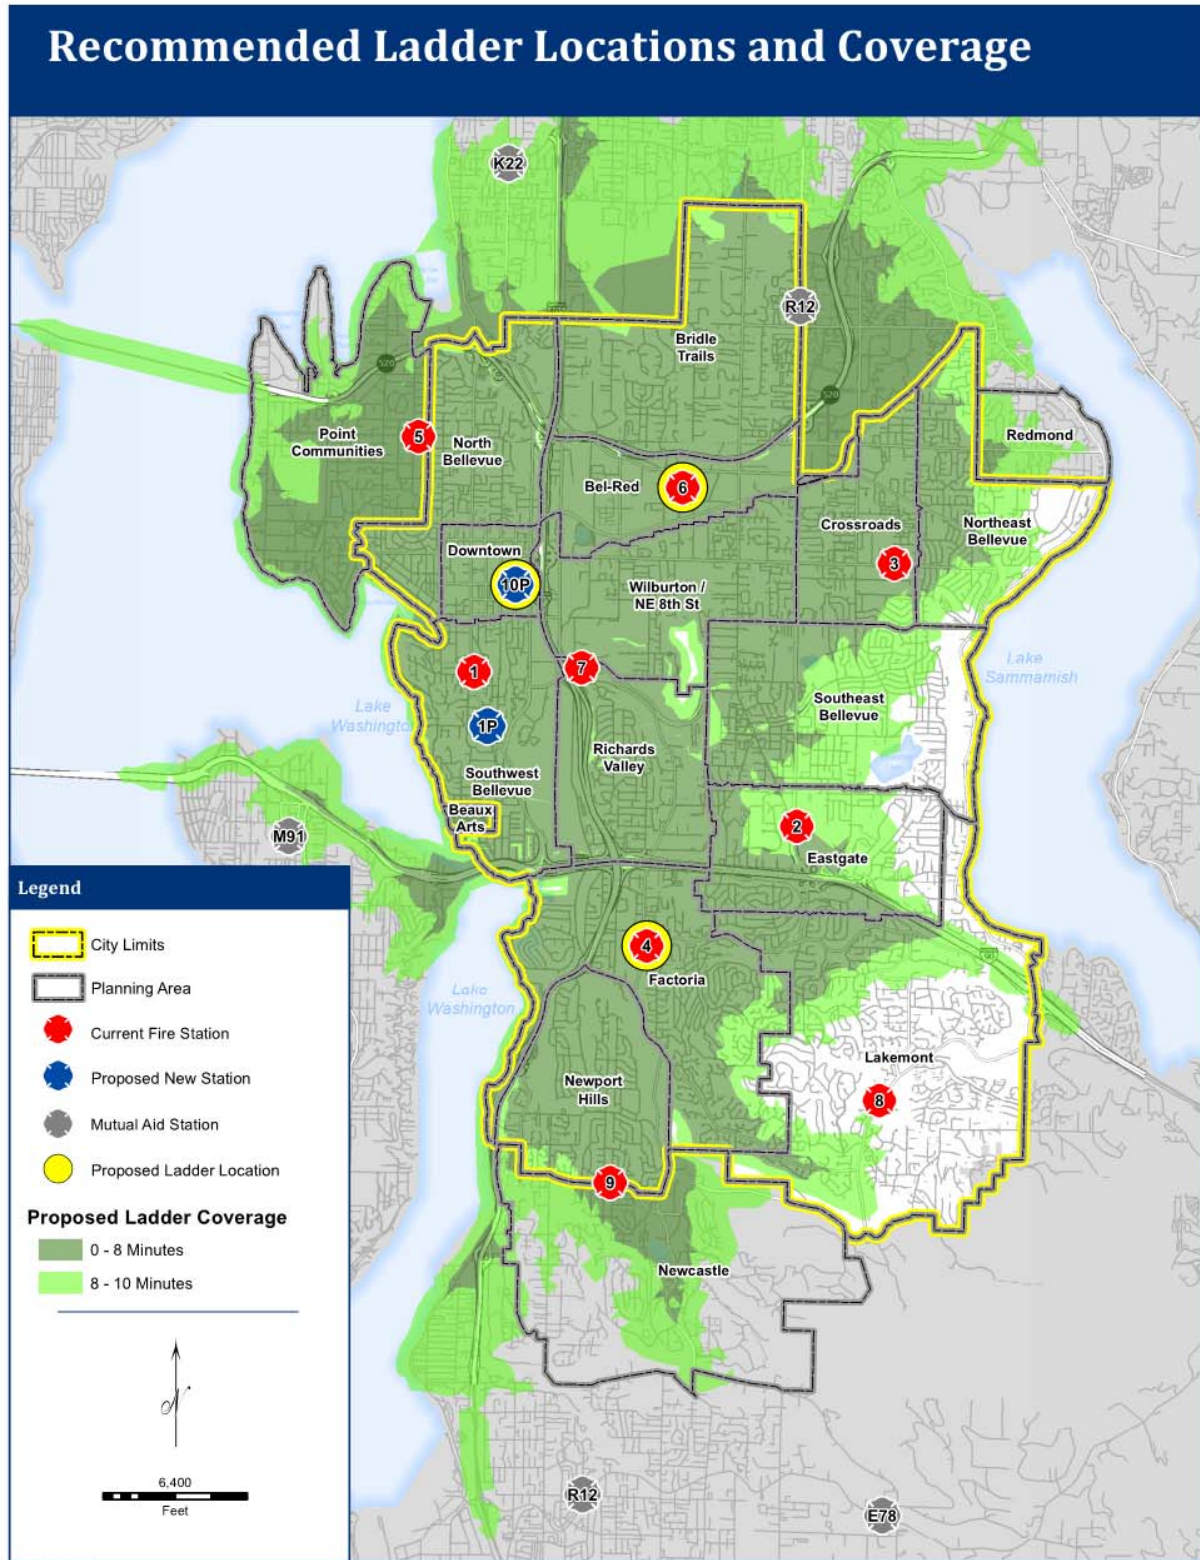 Recommended Ladder Locations and Coverage
K22
R12
Bridle
Trails
520
520
Point
Communities
5
North
Bellevue
Redmond
Bel-Red
6
Crossroads
Northeast
Bellevue
Downtown
10P
3
Wilburton /
NE 8th St
1
7
Lake
Sammamish
Southeast
Bellevue
Lake
Washington
1P
Richards
Valley
Southwest
Bellevue
Beaux
Arts
M91
2
Eastgate
4
Factoria
90
Lake
Washington
Lakemont
Newport
Hills
8
9
Newcastle
R12
E78
Legend
City Limits
Planning Area
Current Fire Station
Proposed New Station
Mutual Aid Station
Proposed Ladder Location
Proposed Ladder Coverage
0 - 8 Minutes
8 - 10 Minutes
6,400
Feet